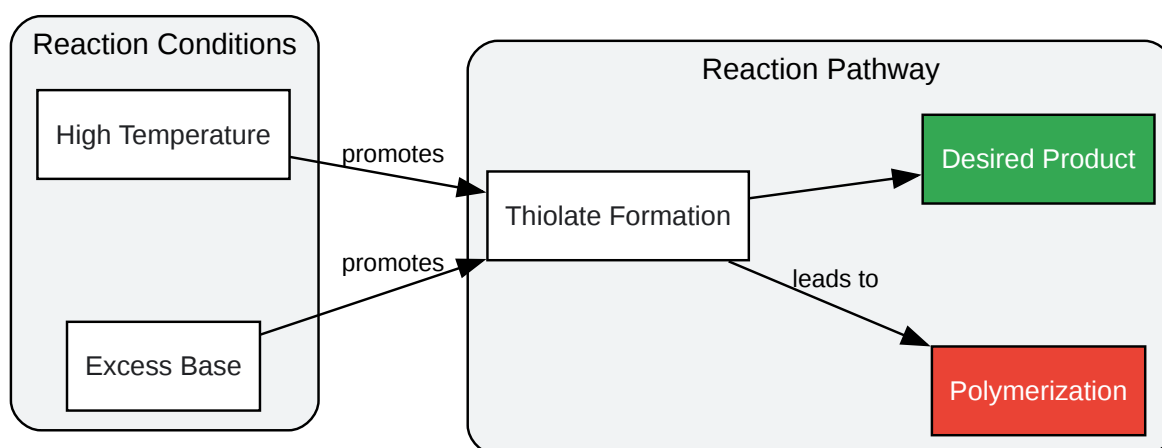 Reaction Conditions
High Temperature
Excess Base
promotes
promotes
Reaction Pathway
Thiolate Formation
leads to
Desired Product
Polymerization